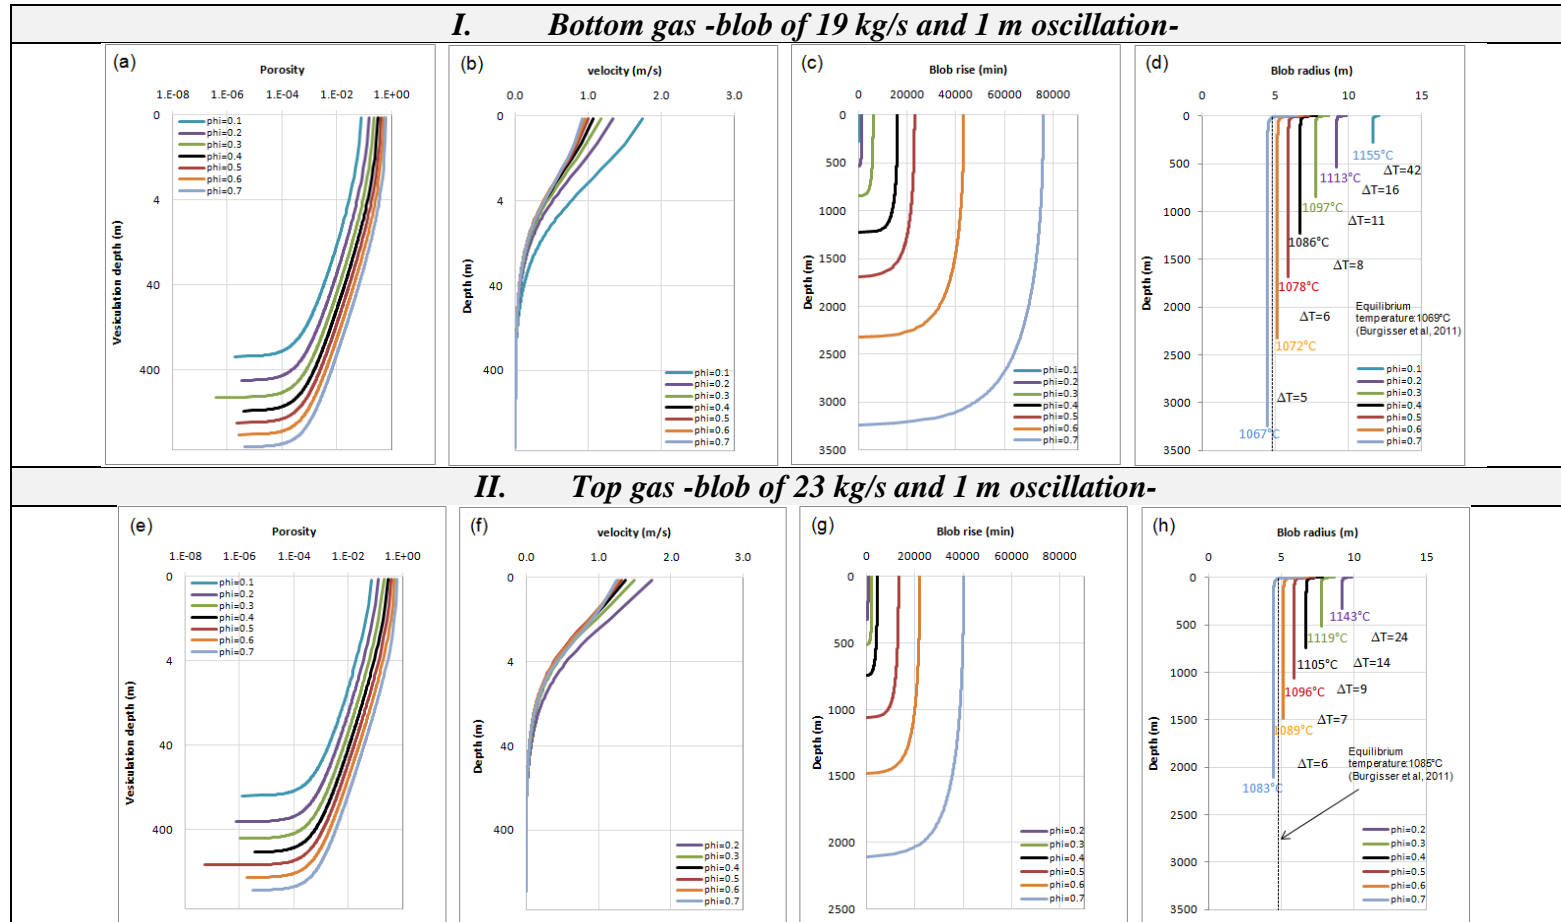 I. Bottom gas -blob of 19 kg/s and 1 m oscillation-
(a)
Porosity
1.E-08 1.E-06 1.E-04 1.E-02 1.E+00
0
4
40
400
Vesiculation depth (m)
phi=0.1
phi=0.2
phi=0.3
phi=0.4
phi=0.5
phi=0.6
phi=0.7
(b)
velocity (m/s)
0.0 1.0 2.0 3.0
0
4
40
400
Depth (m)
phi=0.1
phi=0.2
phi=0.3
phi=0.4
phi=0.5
phi=0.6
phi=0.7
(c)
Blob rise (min)
0 20000 40000 60000 80000
0
500
1000
1500
2000
2500
3000
3500
Depth (m)
phi=0.1
phi=0.2
phi=0.3
phi=0.4
phi=0.5
phi=0.6
phi=0.7
(d)
Blob radius (m)
0 5 10 15
0
500
1000
1500
2000
2500
3000
3500
Depth (m)
1155°C
ΔT=42
1113°C
ΔT=16
1097°C
ΔT=11
1086°C
ΔT=8
1078°C
Equilibrium
temperature:1069°C
(Burgisser et al, 2011)
ΔT=6
1072°C
ΔT=5
1067°C
phi=0.1
phi=0.2
phi=0.3
phi=0.4
phi=0.5
phi=0.6
phi=0.7
II. Top gas -blob of 23 kg/s and 1 m oscillation-
(e)
Porosity
1.E-08 1.E-06 1.E-04 1.E-02 1.E+00
0
4
40
400
Vesiculation depth (m)
phi=0.1
phi=0.2
phi=0.3
phi=0.4
phi=0.5
phi=0.6
phi=0.7
(f)
velocity (m/s)
0.0 1.0 2.0 3.0
0
4
40
400
Depth (m)
phi=0.2
phi=0.3
phi=0.4
phi=0.5
phi=0.6
phi=0.7
(g)
Blob rise (min)
0 20000 40000 60000 80000
0
500
1000
1500
2000
2500
Depth (m)
phi=0.2
phi=0.3
phi=0.4
phi=0.5
phi=0.6
phi=0.7
(h)
Blob radius (m)
0 5 10 15
0
500
1000
1500
2000
2500
3000
3500
Depth (m)
1143°C
ΔT=24
1119°C
ΔT=14
1105°C
ΔT=9
1096°C
ΔT=7
1089°C
Equilibrium
temperature:1085°C
(Burgisser et al, 2011)
ΔT=6
1083°C
phi=0.2
phi=0.3
phi=0.4
phi=0.5
phi=0.6
phi=0.7